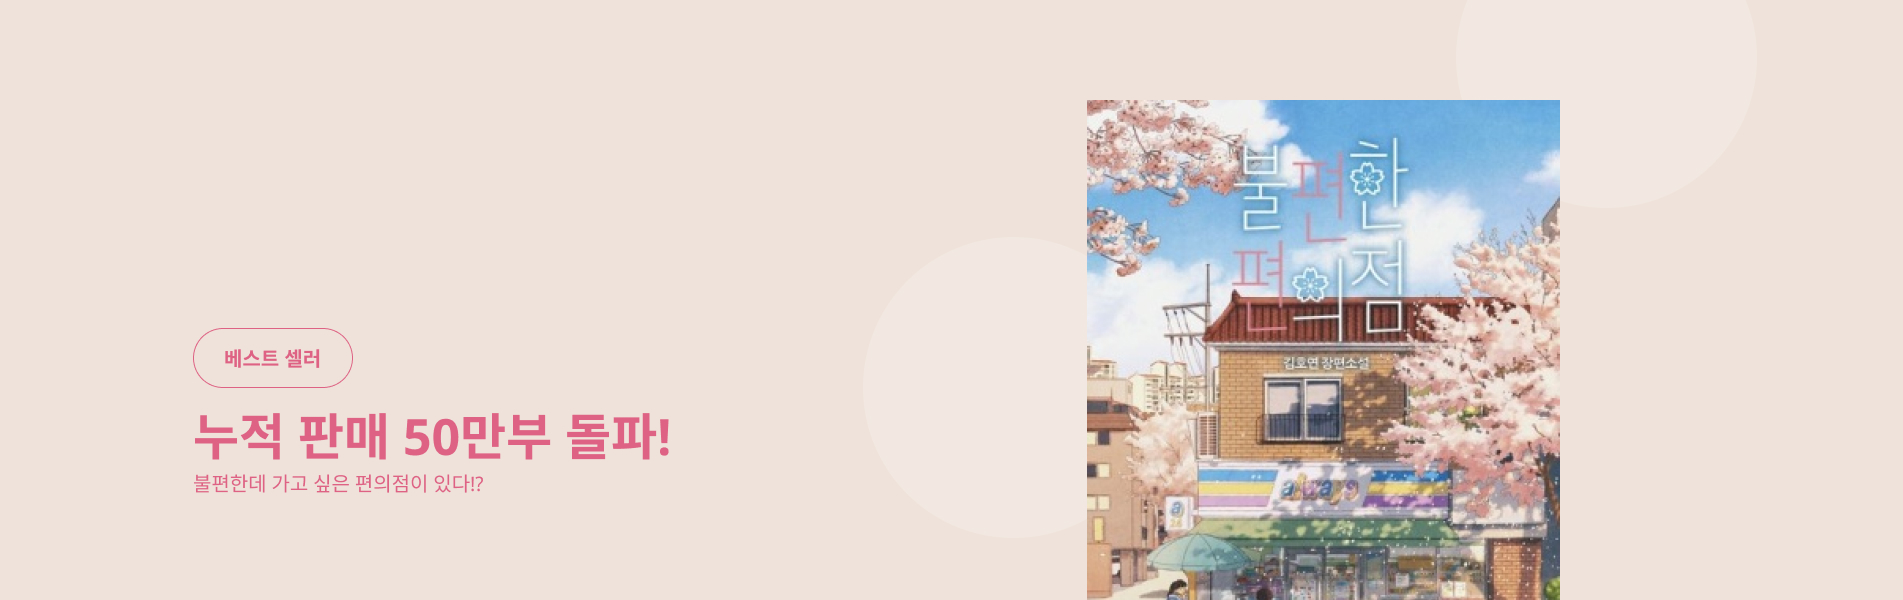 베스트 셀러
누적 판매 50만부 돌파!
불편한데 가고 싶은 편의점이 있다!?
불편한
편의점
김호연 장편소설
always
a